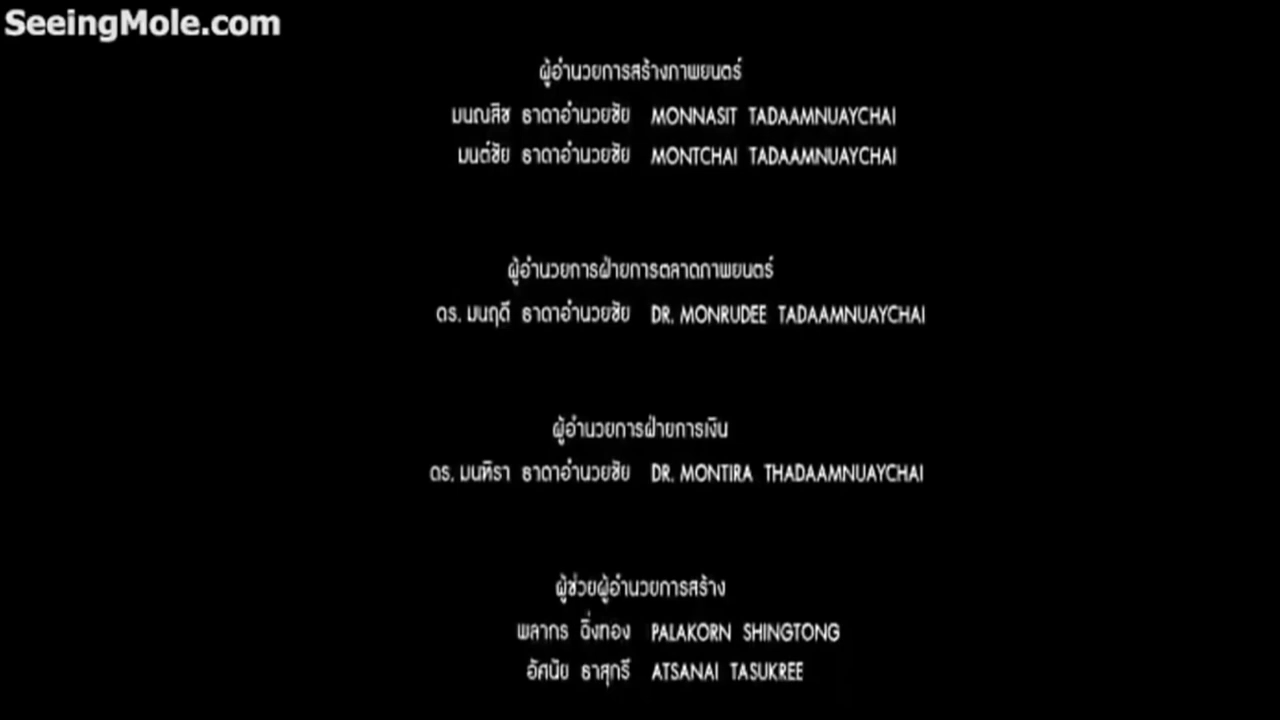 SeeingMole.com
ผู้อำนวยการสร้างภาพยนตร์
มนณสิช ธาดาอำนวยชัย MONNASIT TADAAMNUAYCHAI
มนต์ชัย ธาดาอำนวยชัย MONTCHAI TADAAMNUAYCHAI
ผู้อำนวยการฝ่ายการตลาดภาพยนตร์
ดร. มนฤดี ธาดาอำนวยชัย DR. MONRUDEE TADAAMNUAYCHAI
ผู้อำนวยการฝ่ายการเงิน
ดร. มนทิรา ธาดาอำนวยชัย DR. MONTIRA THADAAMNUAYCHAI
ผู้ช่วยผู้อำนวยการสร้าง
พลากร ฉิ่งทอง PALAKORN SHINGTONG
อัศนัย ธาสุกรี ATSANAI TASUKREE